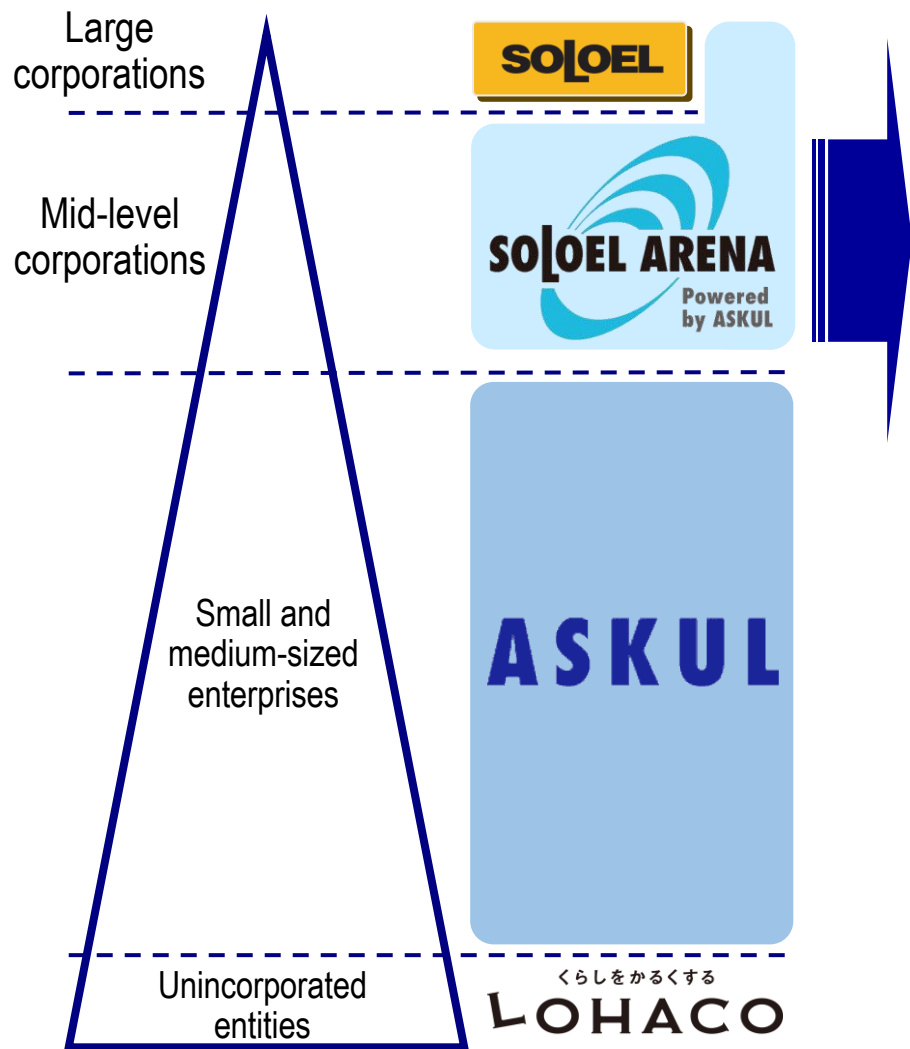 Large
corporations
SOLOEL
Mid-level
corporations
SOLOEL ARENA
Powered
by ASKUL
Small and
medium-sized
enterprises
ASKUL
Unincorporated
entities
くらしをかるくする
LOHACO